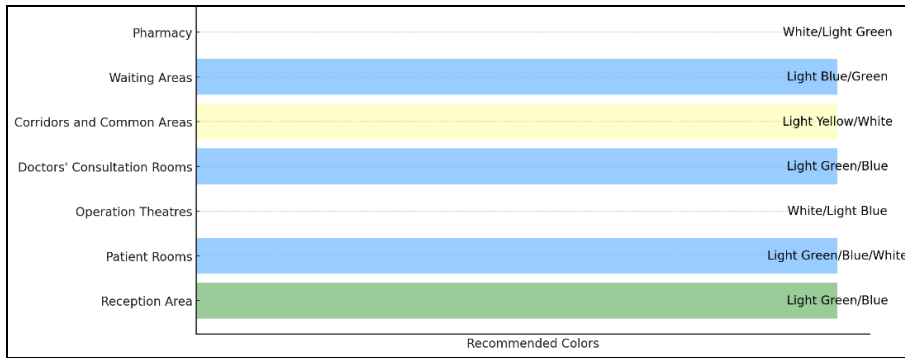 Pharmacy White/Light Green
Waiting Areas Light Blue/Green
Corridors and Common Areas Light Yellow/White
Doctors' Consultation Rooms Light Green/Blue
Operation Theatres White/Light Blue
Patient Rooms Light Green/Blue/White
Reception Area Light Green/Blue
Recommended Colors